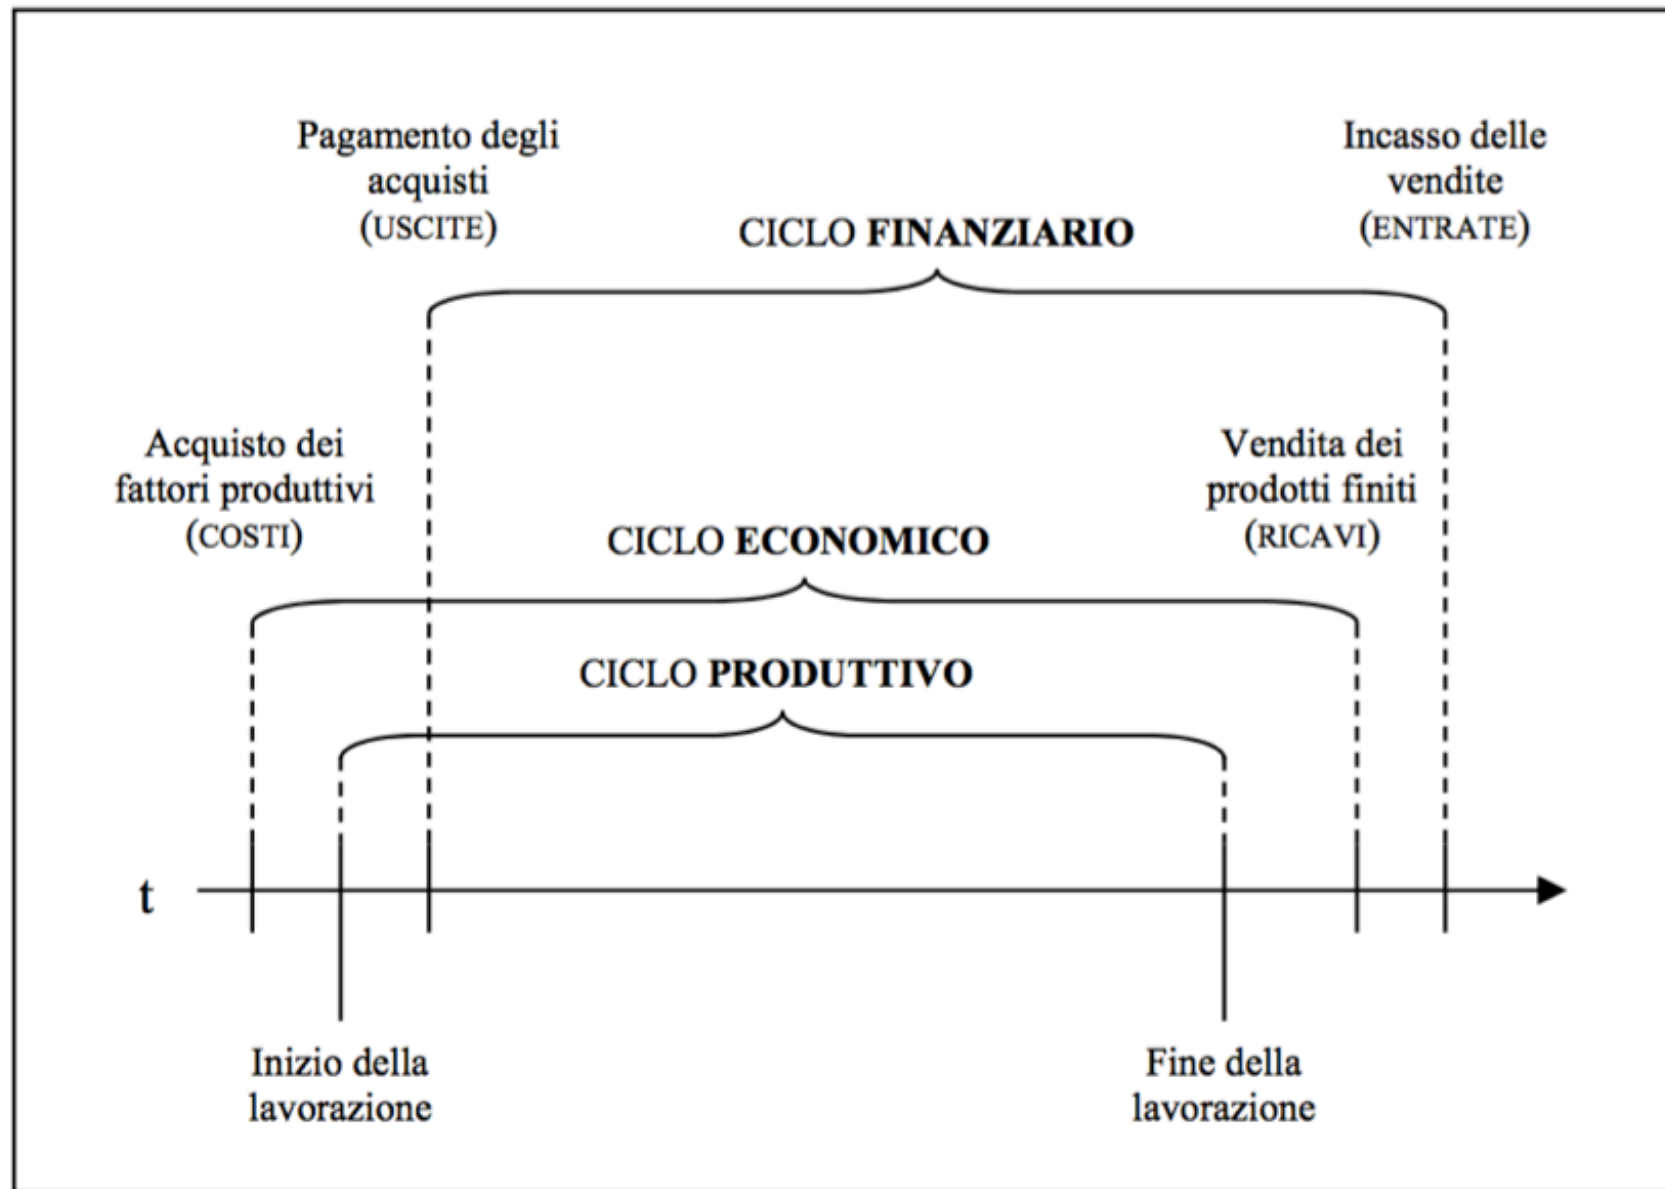 Pagamento degli
acquisti
(USCITE)
Incasso delle
vendite
(ENTRATE)
CICLO FINANZIARIO
Acquisto dei
fattori produttivi
(COSTI)
Vendita dei
prodotti finiti
(RICAVI)
CICLO ECONOMICO
CICLO PRODUTTIVO
t
Inizio della
lavorazione
Fine della
lavorazione